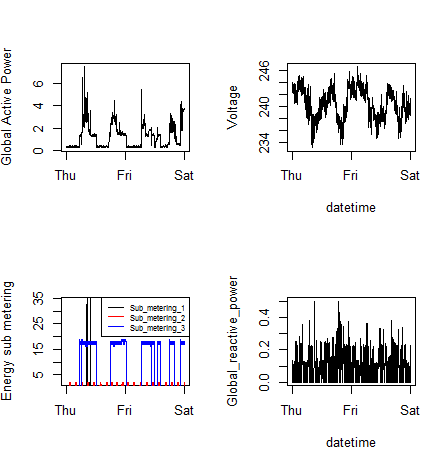 Global Active Power
0 2 4 6
Thu Fri Sat
Voltage
234 240 246
Thu Fri Sat
datetime
Energy sub metering
5 15 25 35
Sub_metering_1
Sub_metering_2
Sub_metering_3
Thu Fri Sat
Global_reactive_power
0.0 0.2 0.4
Thu Fri Sat
datetime